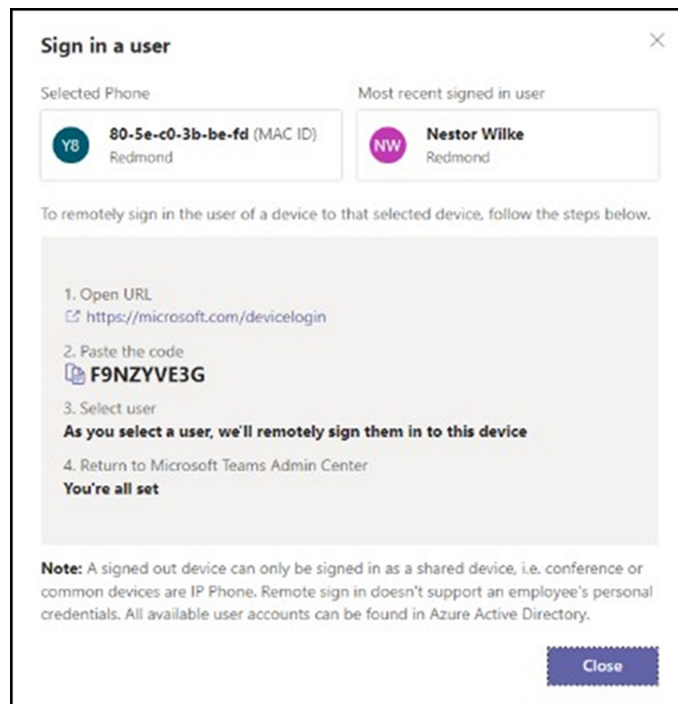 Sign in a user
Selected Phone
Most recent signed in user
Y8
80-5e-c0-3b-be-fd (MAC ID)
Redmond
NW
Nestor Wilke
Redmond
To remotely sign in the user of a device to that selected device, follow the steps below.
1. Open URL
https://microsoft.com/devicelogin
2. Paste the code
F9NZYVE3G
3. Select user
As you select a user, we'll remotely sign them in to this device
4. Return to Microsoft Teams Admin Center
You're all set
Note: A signed out device can only be signed in as a shared device, i.e. conference or
common devices are IP Phone. Remote sign in doesn't support an employee's personal
credentials. All available user accounts can be found in Azure Active Directory.
Close